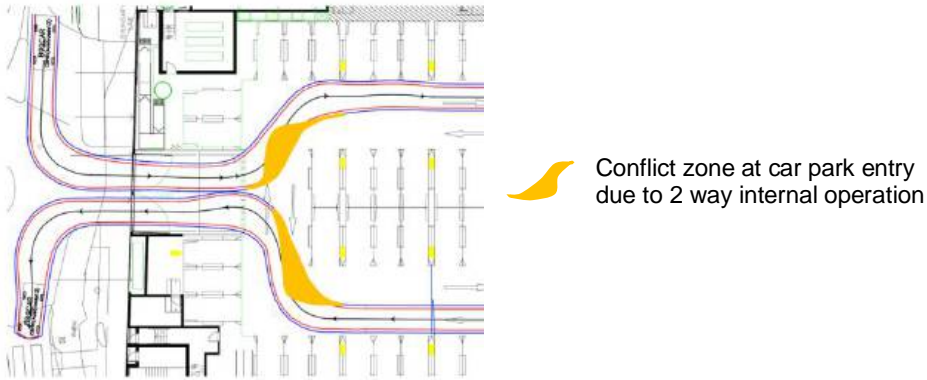 Conflict zone at car park entry
due to 2 way internal operation